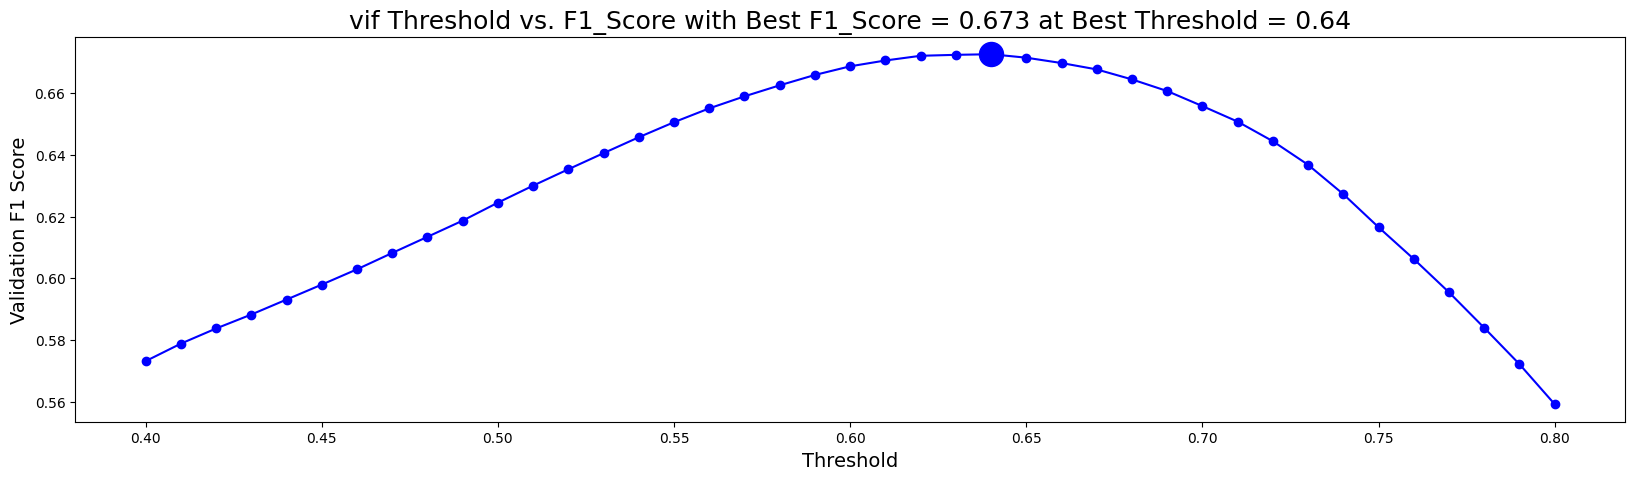 vif Threshold vs. F1_Score with Best F1_Score = 0.673 at Best Threshold = 0.64
Validation F1 Score
0.66
0.64
0.62
0.60
0.58
0.56
0.40 0.45 0.50 0.55 0.60 0.65 0.70 0.75 0.80
Threshold